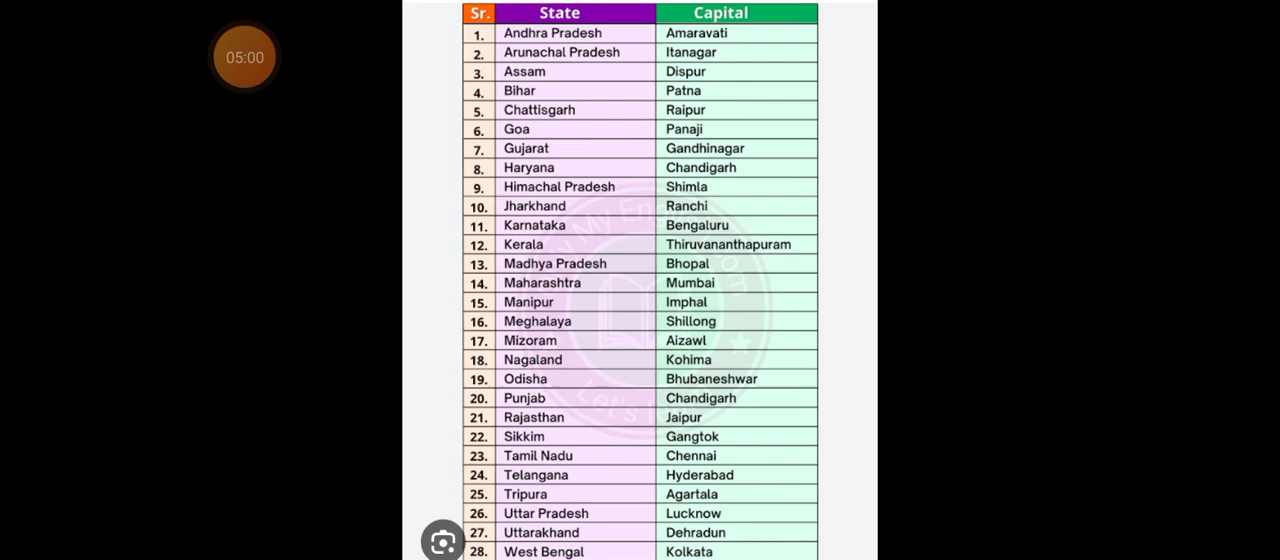 05:00
Sr. State Capital
1. Andhra Pradesh Amaravati
2. Arunachal Pradesh Itanagar
3. Assam Dispur
4. Bihar Patna
5. Chattisgarh Raipur
6. Goa Panaji
7. Gujarat Gandhinagar
8. Haryana Chandigarh
9. Himachal Pradesh Shimla
10. Jharkhand Ranchi
11. Karnataka Bengaluru
12. Kerala Thiruvananthapuram
13. Madhya Pradesh Bhopal
14. Maharashtra Mumbai
15. Manipur Imphal
16. Meghalaya Shillong
17. Mizoram Aizawl
18. Nagaland Kohima
19. Odisha Bhubaneshwar
20. Punjab Chandigarh
21. Rajasthan Jaipur
22. Sikkim Gangtok
23. Tamil Nadu Chennai
24. Telangana Hyderabad
25. Tripura Agartala
26. Uttar Pradesh Lucknow
27. Uttarakhand Dehradun
28. West Bengal Kolkata